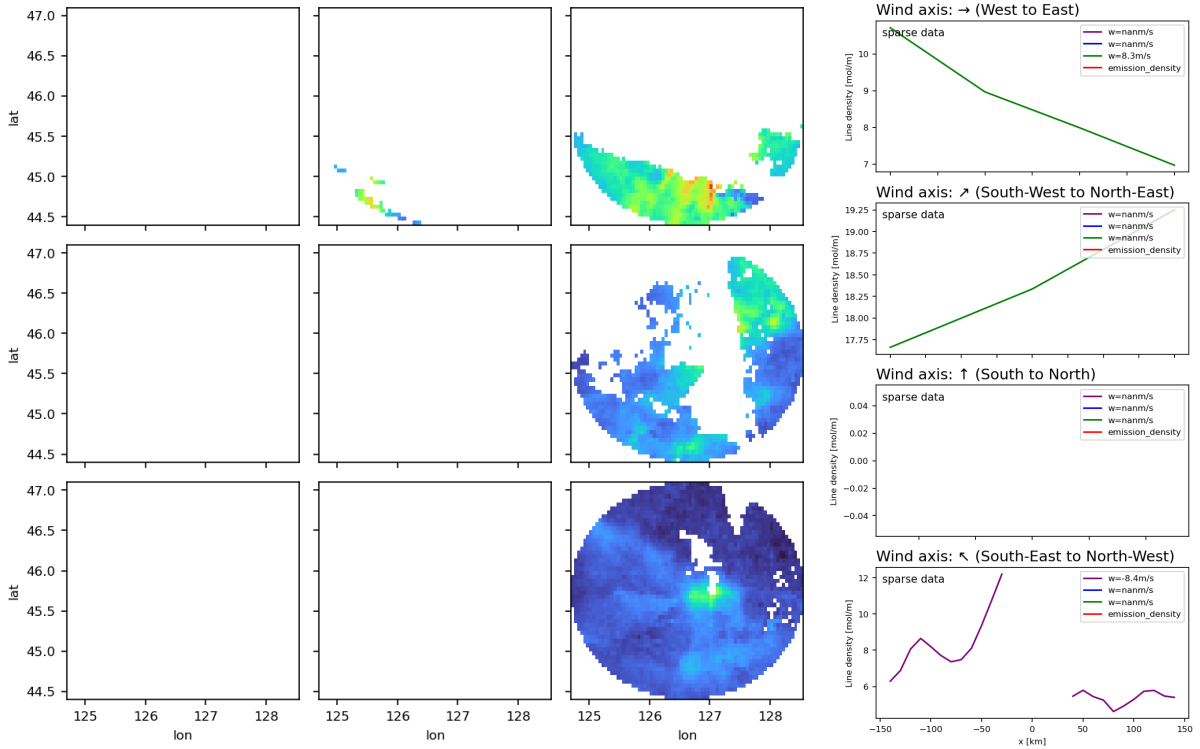 47.0
46.5
46.0
45.5
45.0
44.5
lat
47.0
46.5
46.0
45.5
45.0
44.5
lat
47.0
46.5
46.0
45.5
45.0
44.5
lat
125 126 127 128
lon
125 126 127 128
lon
125 126 127 128
lon
Wind axis: → (West to East)
sparse data
w=nanm/s
w=nanm/s
w=8.3m/s
emission_density
10
9
8
7
Line density [mol/m]
Wind axis: ↗ (South-West to North-East)
sparse data
w=nanm/s
w=nanm/s
w=nanm/s
emission_density
19.25
19.00
18.75
18.50
18.25
18.00
17.75
Line density [mol/m]
Wind axis: ↑ (South to North)
sparse data
w=nanm/s
w=nanm/s
w=nanm/s
emission_density
0.04
0.02
0.00
−0.02
−0.04
Line density [mol/m]
Wind axis: ↖ (South-East to North-West)
sparse data
w=-8.4m/s
w=nanm/s
w=nanm/s
emission_density
12
10
8
6
Line density [mol/m]
−150 −100 −50 0 50 100 150
x [km]